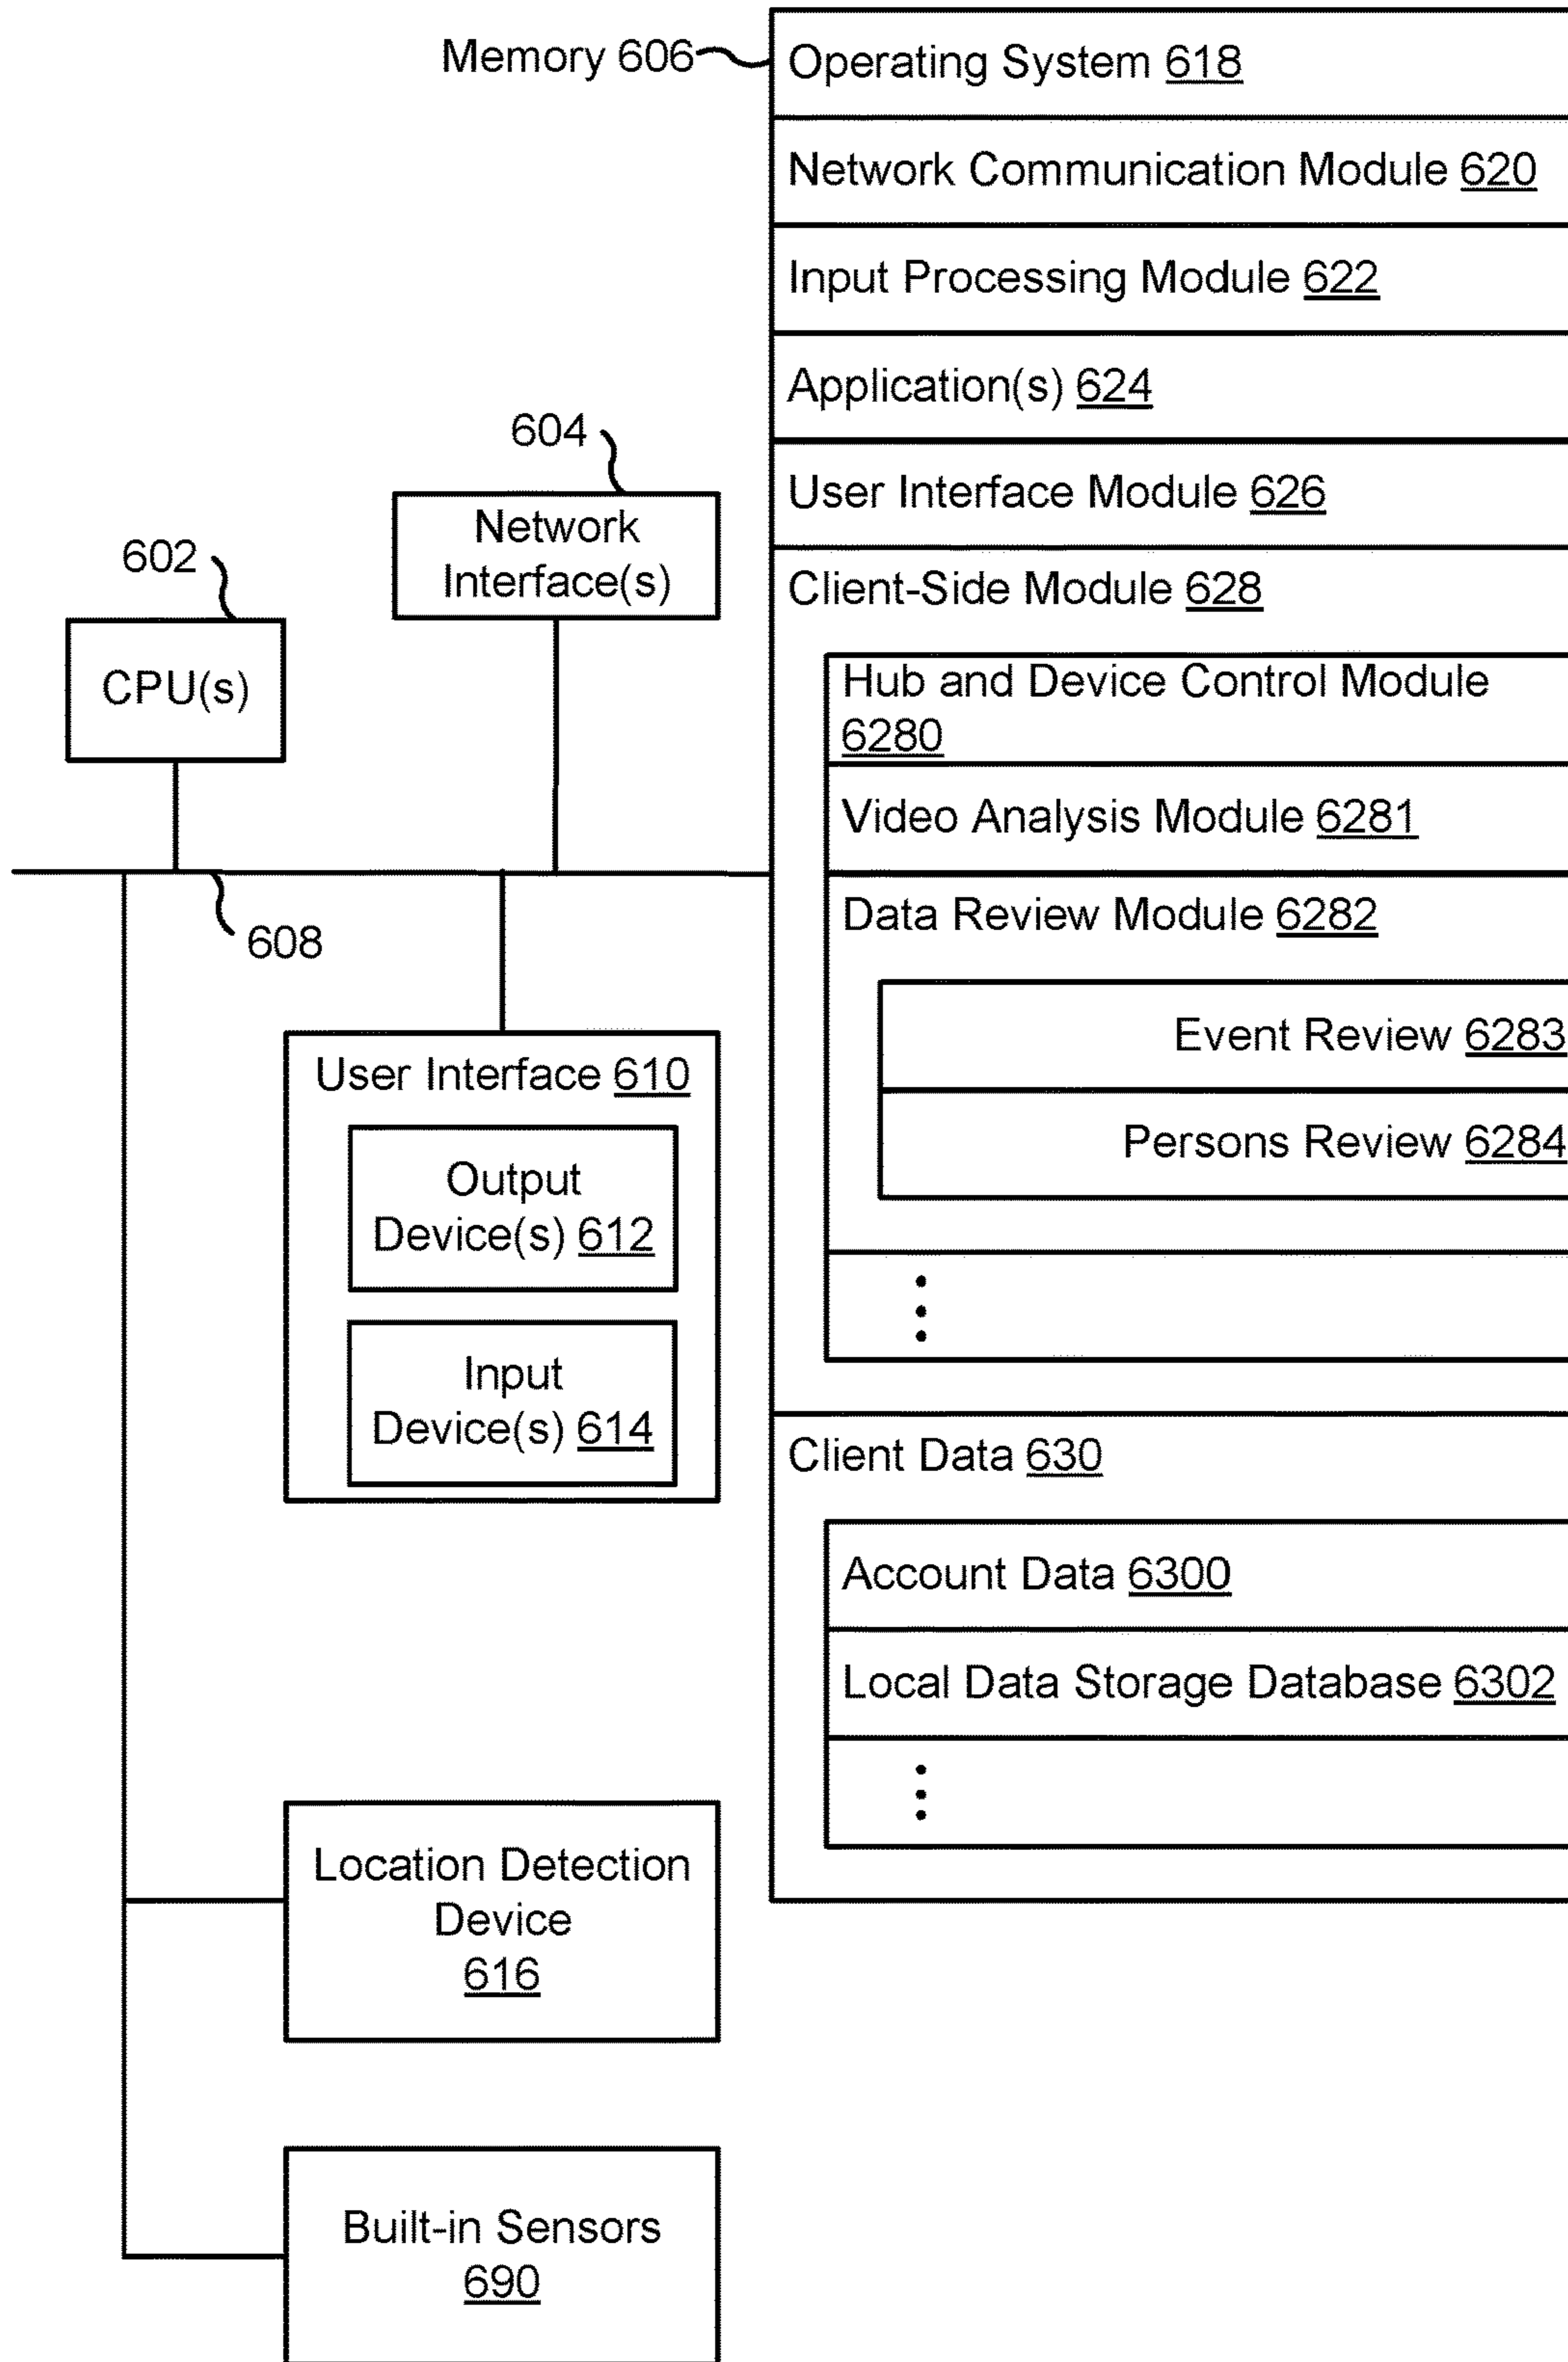 Memory 606
Operating System 618
Network Communication Module 620
Input Processing Module 622
Application(s) 624
User Interface Module 626
Client-Side Module 628
Hub and Device Control Module
6280
Video Analysis Module 6281
Data Review Module 6282
Event Review 6283
Persons Review 6284
Client Data 630
Account Data 6300
Local Data Storage Database 6302
604
Network
Interface(s)
602
CPU(s)
608
User Interface 610
Output
Device(s) 612
Input
Device(s) 614
Location Detection
Device
616
Built-in Sensors
690